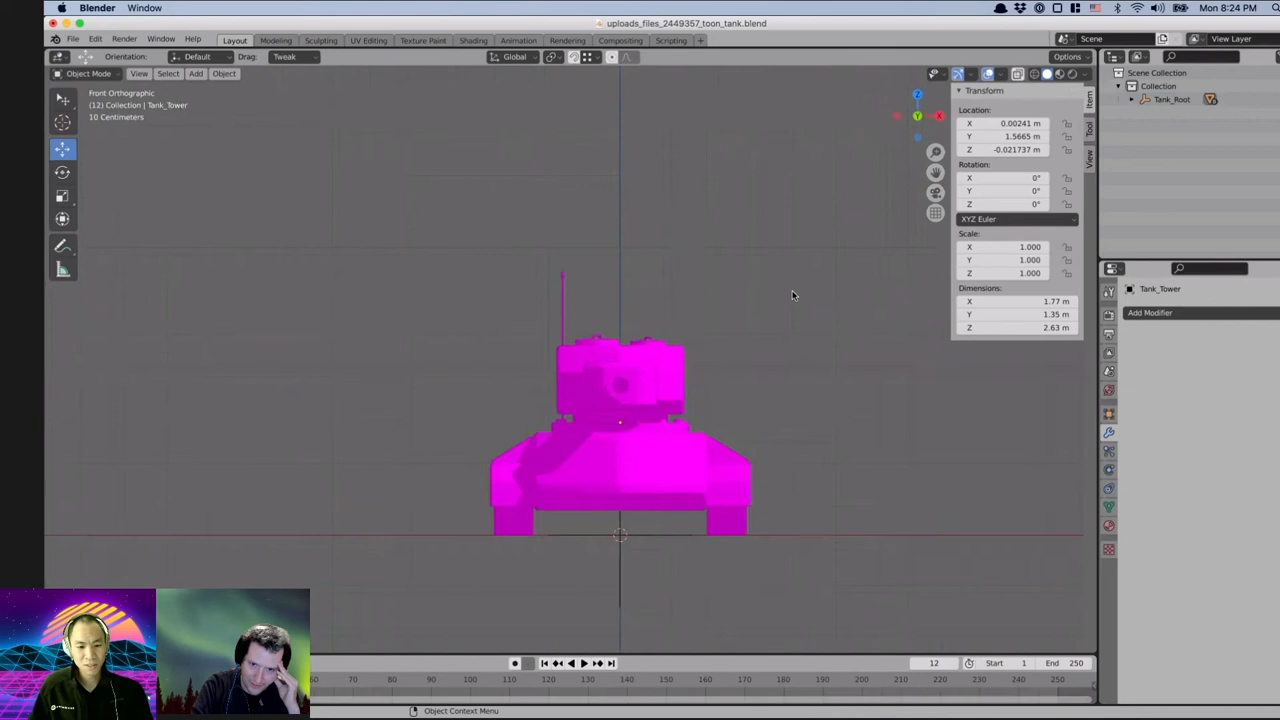 Blender Window Mon 8:24 PM
uploads_files_2449357_toon_tank.blend
File Edit Render Window Help Layout Modeling Sculpting UV Editing Texture Paint Shading Animation Rendering Compositing Scripting + Scene View Layer
Orientation: Default Drag: Tweak Global Options
Object Mode View Select Add Object
Front Orthographic
(12) Collection | Tank_Tower
10 Centimeters
Z
Y
X
Transform
Location:
X 0.00241 m
Y 1.5665 m
Z -0.021737 m
Rotation:
X 0°
Y 0°
Z 0°
XYZ Euler
Scale:
X 1.000
Y 1.000
Z 1.000
Dimensions:
X 1.77 m
Y 1.35 m
Z 2.63 m
Item
Tool
View
Scene Collection
Collection
Tank_Root
Tank_Tower
Add Modifier
12 Start 1 End 250
60 70 80 90 100 110 120 130 140 150 160 170 180 190 200 210 220 230 240 250
Object Context Menu